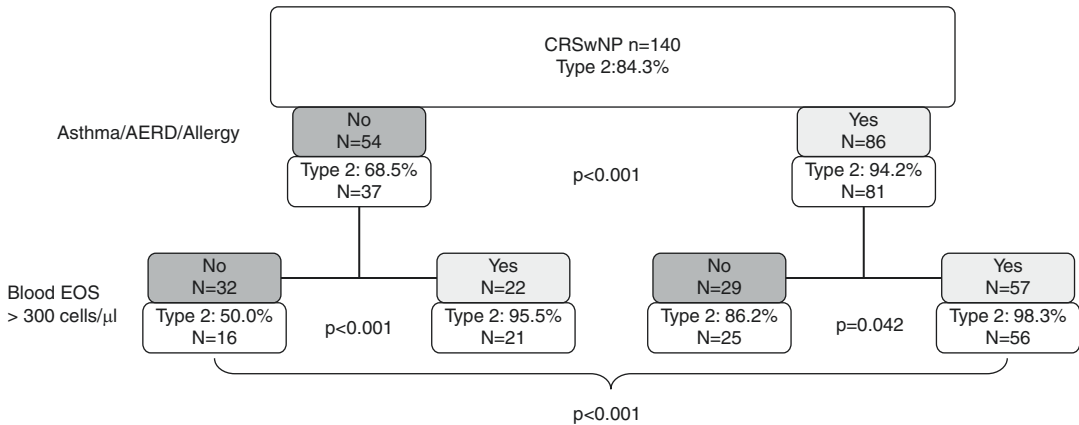 CRSwNP n=140
Type 2:84.3%
Asthma/AERD/Allergy
No
N=54
Yes
N=86
Type 2: 68.5%
N=37
p<0.001
Type 2: 94.2%
N=81
Blood EOS
> 300 cells/µl
No
N=32
Yes
N=22
No
N=29
Yes
N=57
Type 2: 50.0%
N=16
p<0.001
Type 2: 95.5%
N=21
Type 2: 86.2%
N=25
p=0.042
Type 2: 98.3%
N=56
p<0.001